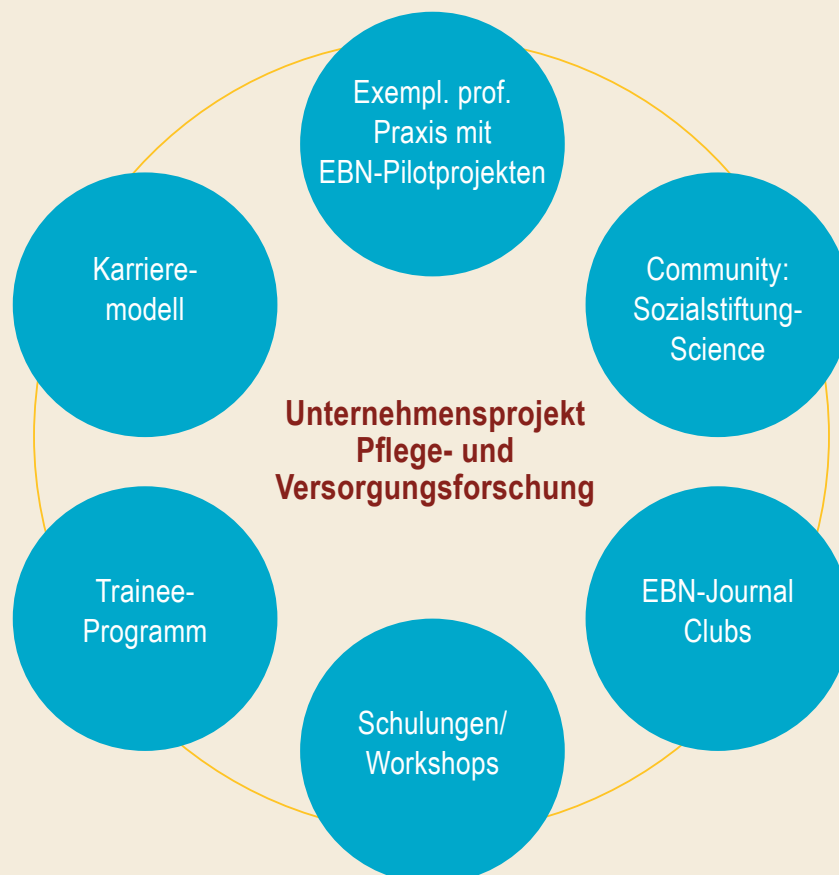 Exempl. prof.
Praxis mit
EBN-Pilotprojekten
Karriere-
modell
Community:
Sozialstiftung-
Science
Unternehmensprojekt
Pflege- und
Versorgungsforschung
Trainee-
Programm
EBN-Journal
Clubs
Schulungen/
Workshops